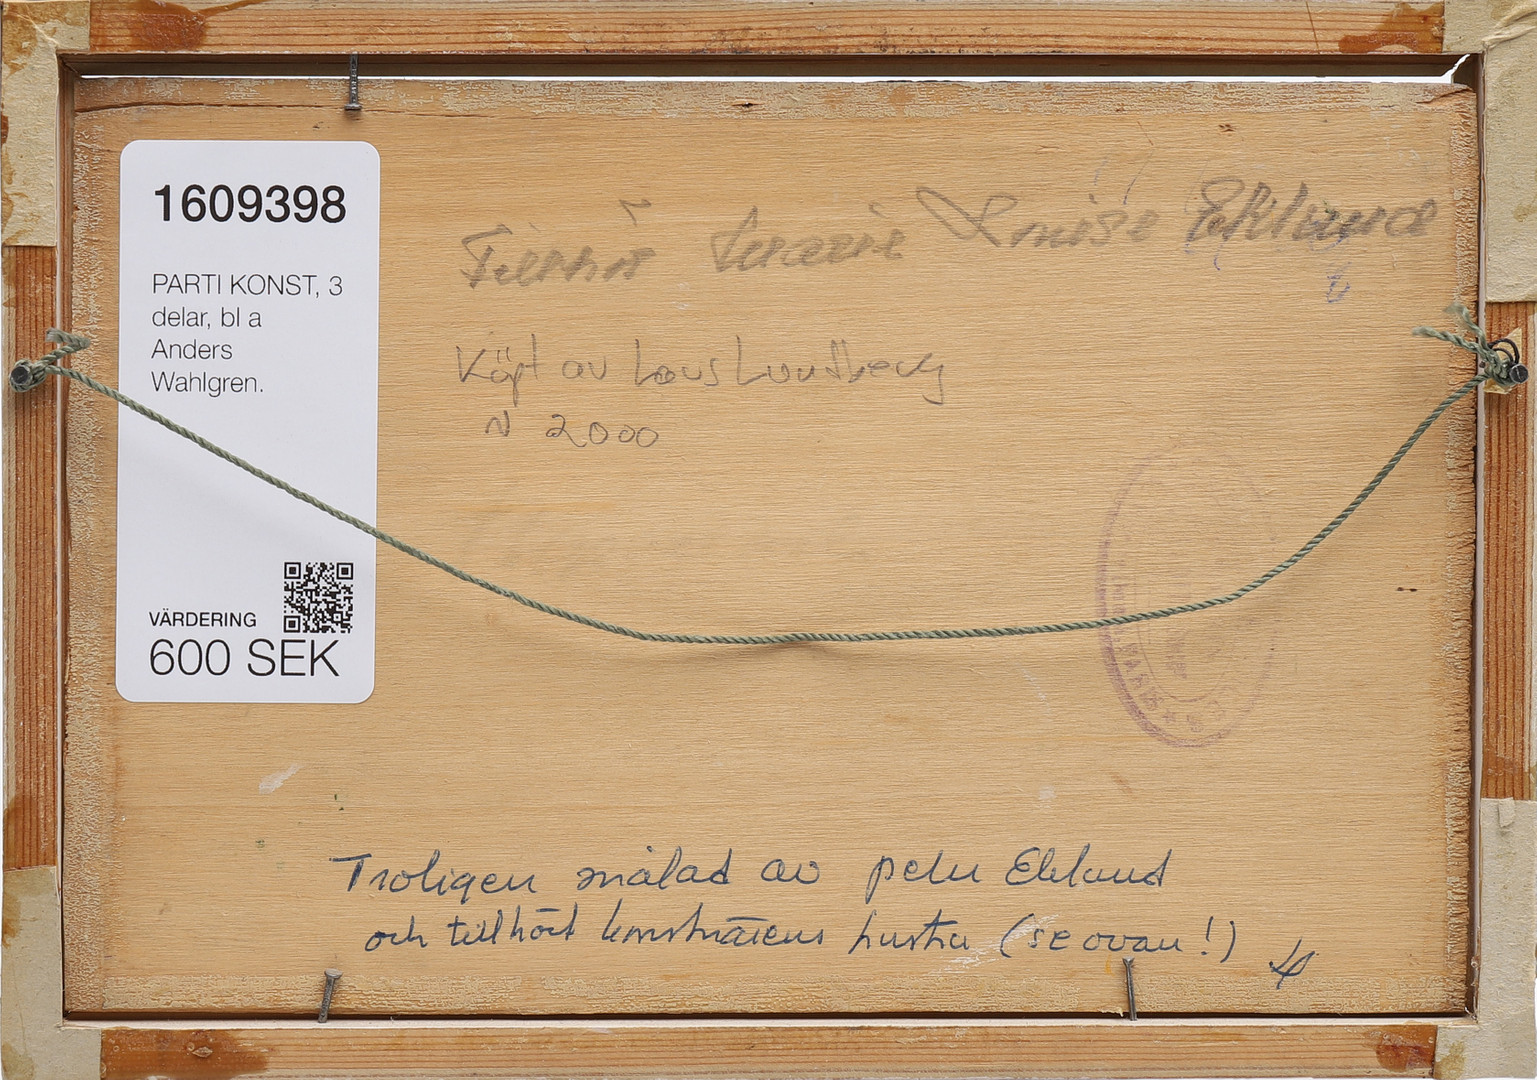 1609398
PARTI KONST, 3
delar, bl a
Anders
Wahlgren.
VÄRDERING
600 SEK
Louise
Köpt av Lars Lundberg
N 2000
Troligen målad av peter Eklund
och tillhört konstnärens hustru (se ovan!)